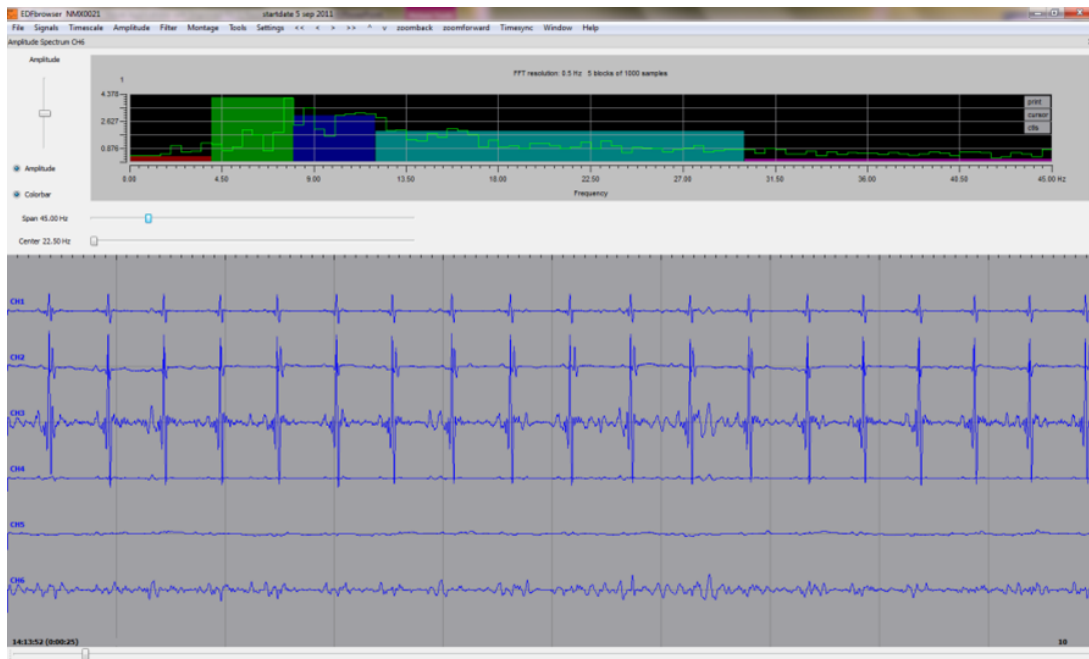 EDFbrowser NMX0021 startdate 5 sep 2011
File Signals Timescale Amplitude Filter Montage Tools Settings << < > >> ^ v zoomback zoomforward Timesync Window Help
Amplitude Spectrum CH6
Amplitude
FFT resolution: 0.5 Hz 5 blocks of 1000 samples
1
4.378
2.627
0.876
print
cursor
cbs
Amplitude
Colorbar
0.00 4.50 9.00 13.50 18.00 22.50 27.00 31.50 36.00 40.50 45.00 Hz
Frequency
Span 45.00 Hz
Center 22.50 Hz
CH1
CH2
CH3
CH4
CH5
CH6
14:13:52 (0:00:25) 10